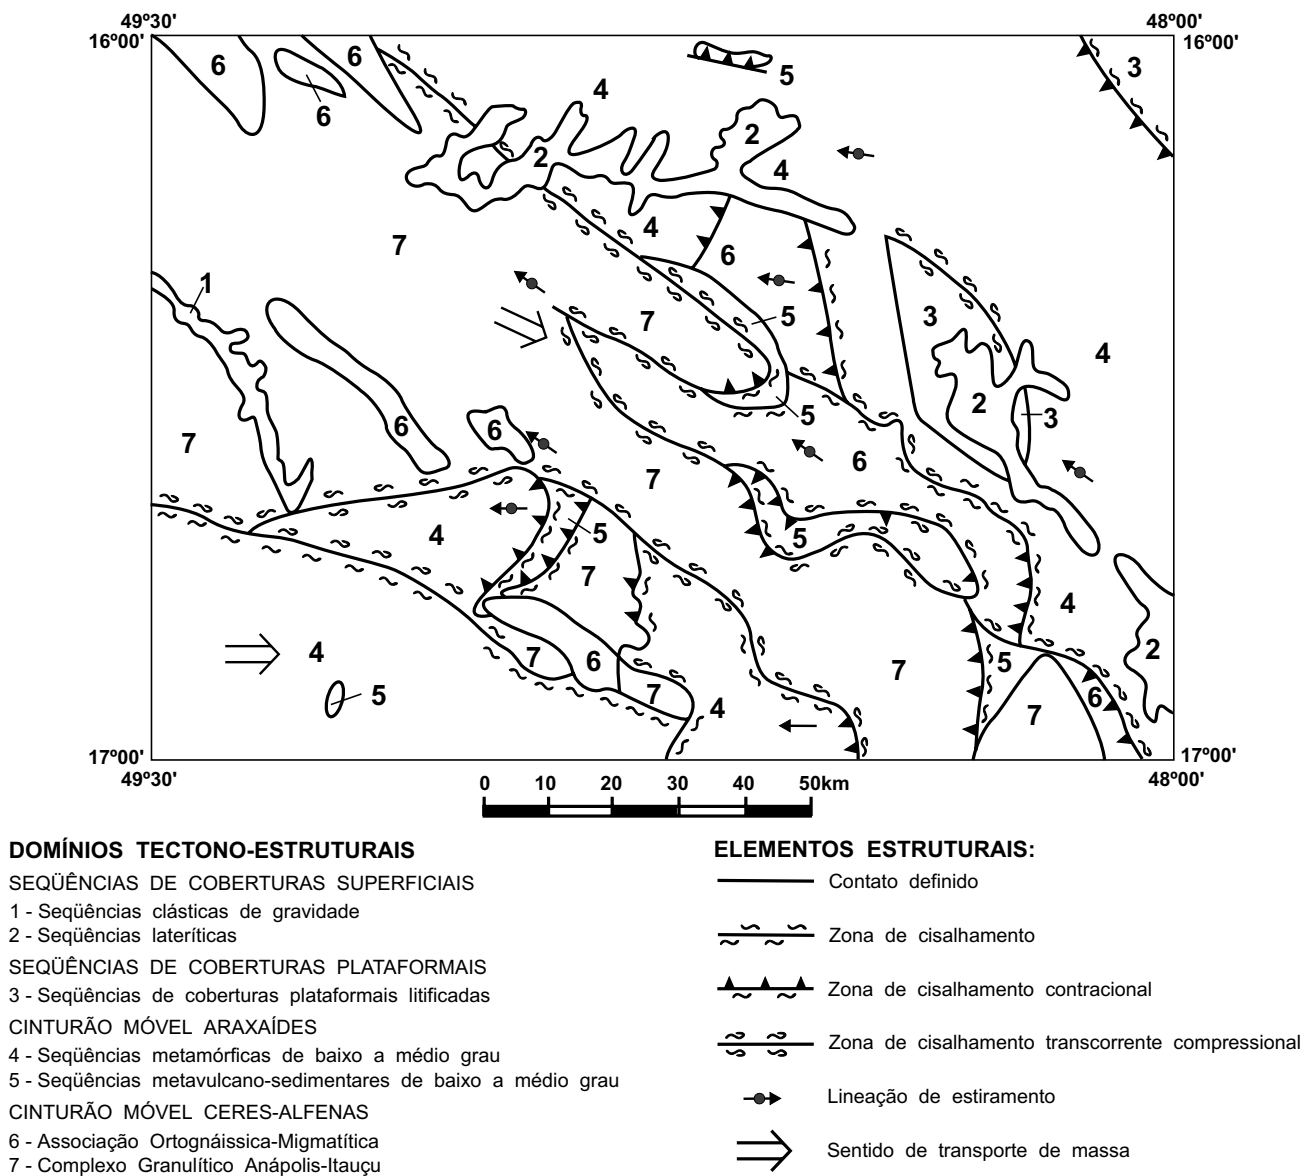 49º30' 48º00'
16º00' 16º00'
6 6 6 4 5 3
2 2 4
4 6
7
1 7 5 3 4
2 3
5
6 6 7 6
7
4 5 5
7 4
4 7 6 7 5 2
5 7 4 7 6
17º00' 17º00'
49º30' 48º00'
0 10 20 30 40 50km
DOMÍNIOS TECTONO-ESTRUTURAIS
SEQÜÊNCIAS DE COBERTURAS SUPERFICIAIS
1 - Seqüências clásticas de gravidade
2 - Seqüências lateríticas
SEQÜÊNCIAS DE COBERTURAS PLATAFORMAIS
3 - Seqüências de coberturas plataformais litificadas
CINTURÃO MÓVEL ARAXAÍDES
4 - Seqüências metamórficas de baixo a médio grau
5 - Seqüências metavulcano-sedimentares de baixo a médio grau
CINTURÃO MÓVEL CERES-ALFENAS
6 - Associação Ortognáissica-Migmatítica
7 - Complexo Granulítico Anápolis-Itauçu
ELEMENTOS ESTRUTURAIS:
Contato definido
Zona de cisalhamento
Zona de cisalhamento contracional
Zona de cisalhamento transcorrente compressional
Lineação de estiramento
Sentido de transporte de massa